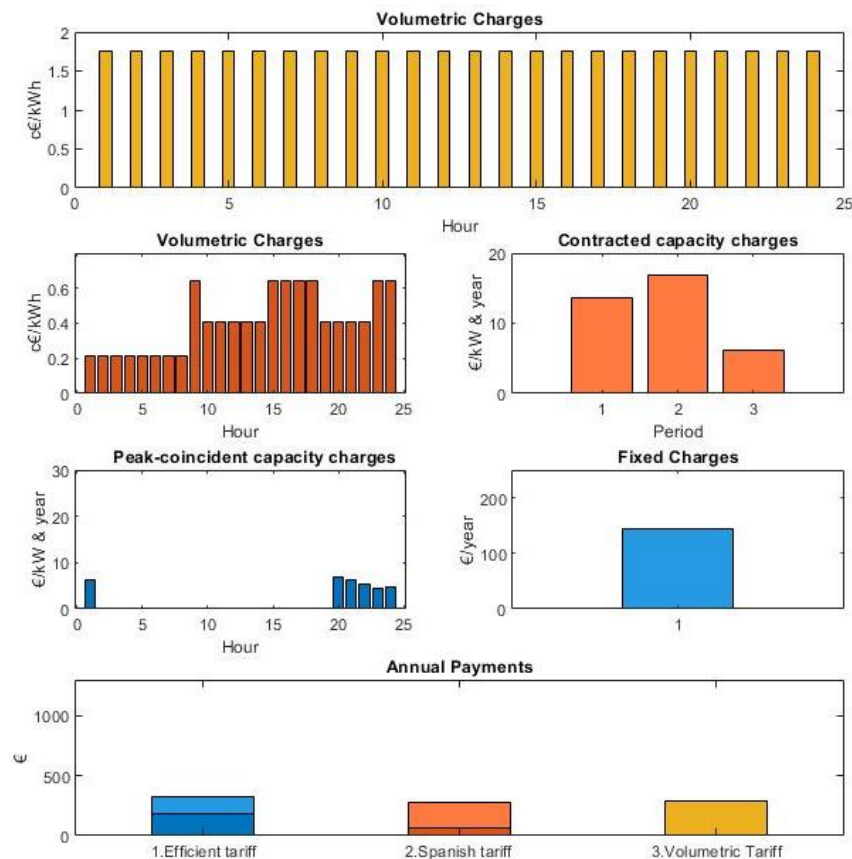 Volumetric Charges
2
1.5
1
0.5
0
c€/kWh
0 5 10 15 20 25
Hour
Volumetric Charges
0.6
0.4
0.2
0
c€/kWh
0 5 10 15 20 25
Hour
Contracted capacity charges
20
10
0
€/kW & year
1 2 3
Period
Peak-coincident capacity charges
30
20
10
0
€/kW & year
0 5 10 15 20 25
Hour
Fixed Charges
200
100
0
€/year
1
Annual Payments
1000
500
0
€
1.Efficient tariff 2.Spanish tariff 3.Volumetric Tariff